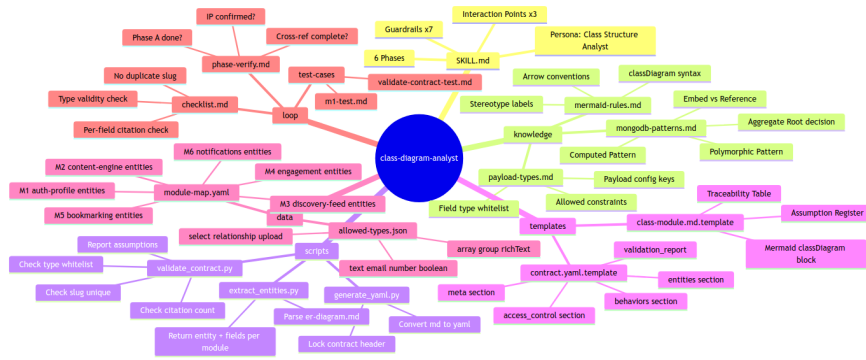 class-diagram-analyst
SKILL.md
Interaction Points x3
Guardrails x7
6 Phases
Persona: Class Structure
Analyst
knowledge
mermaid-rules.md
Arrow conventions
classDiagram syntax
Stereotype labels
mongodb-patterns.md
Embed vs Reference
Aggregate Root decision
Polymorphic Pattern
Computed Pattern
payload-types.md
Payload config keys
Allowed constraints
Field type whitelist
templates
class-module.md.template
Traceability Table
Assumption Register
Mermaid classDiagram
block
contract.yaml.template
validation_report
entities section
behaviors section
access_control section
meta section
scripts
validate_contract.py
Report assumptions
Check type whitelist
Check slug unique
Check citation count
extract_entities.py
Parse er-diagram.md
Return entity + fields per
module
generate_yaml.py
Convert md to yaml
Lock contract header
data
module-map.yaml
M6 notifications entities
M2 content-engine entities
M4 engagement entities
M1 auth-profile entities
M3 discovery-feed entities
M5 bookmarking entities
allowed-types.json
select relationship upload
array group richText
text email number boolean
loop
phase-verify.md
IP confirmed?
Phase A done?
Cross-ref complete?
test-cases
validate-contract-test.md
m1-test.md
checklist.md
No duplicate slug
Type validity check
Per-field citation check